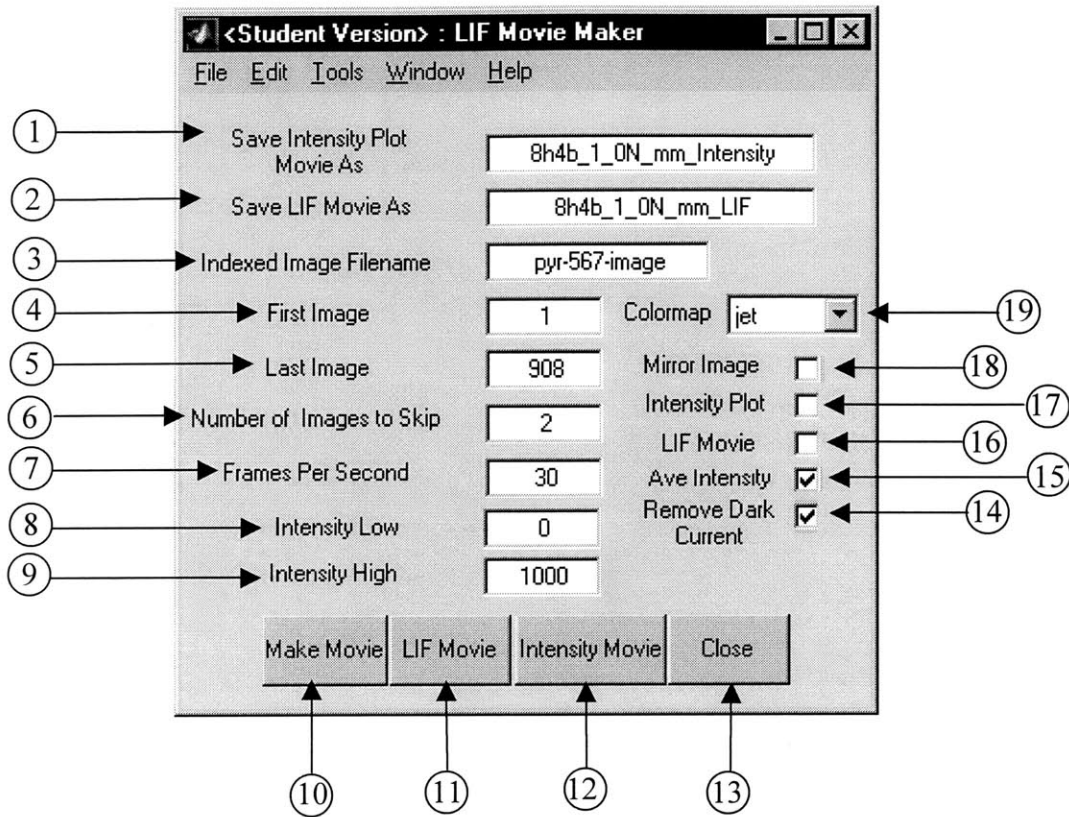 <Student Version> : LIF Movie Maker
File Edit Tools Window Help
1
Save Intensity Plot
Movie As
8h4b_1_0N_mm_Intensity
2
Save LIF Movie As
8h4b_1_0N_mm_LIF
3
Indexed Image Filename
pyr-567-image
4
First Image
1
Colormap
jet
19
5
Last Image
908
Mirror Image
18
6
Number of Images to Skip
2
Intensity Plot
17
LIF Movie
16
7
Frames Per Second
30
Ave Intensity
15
8
Intensity Low
0
Remove Dark
Current
14
9
Intensity High
1000
Make Movie
LIF Movie
Intensity Movie
Close
10
11
12
13